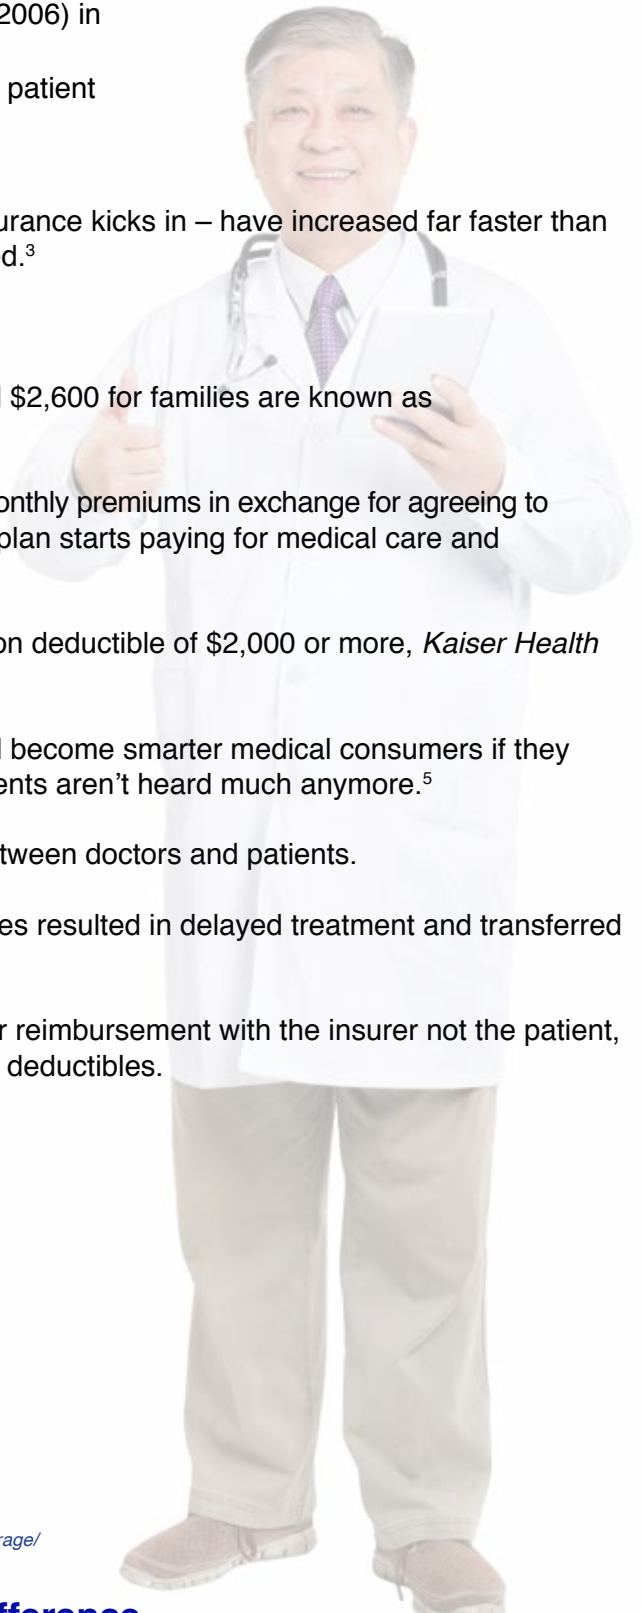 2006) in
patient
urance kicks in – have increased far faster than
d.³
$2,600 for families are known as
onthly premiums in exchange for agreeing to
plan starts paying for medical care and
on deductible of $2,000 or more, Kaiser Health
become smarter medical consumers if they
ents aren’t heard much anymore.⁵
tween doctors and patients.
es resulted in delayed treatment and transferred
r reimbursement with the insurer not the patient,
deductibles.
rage/